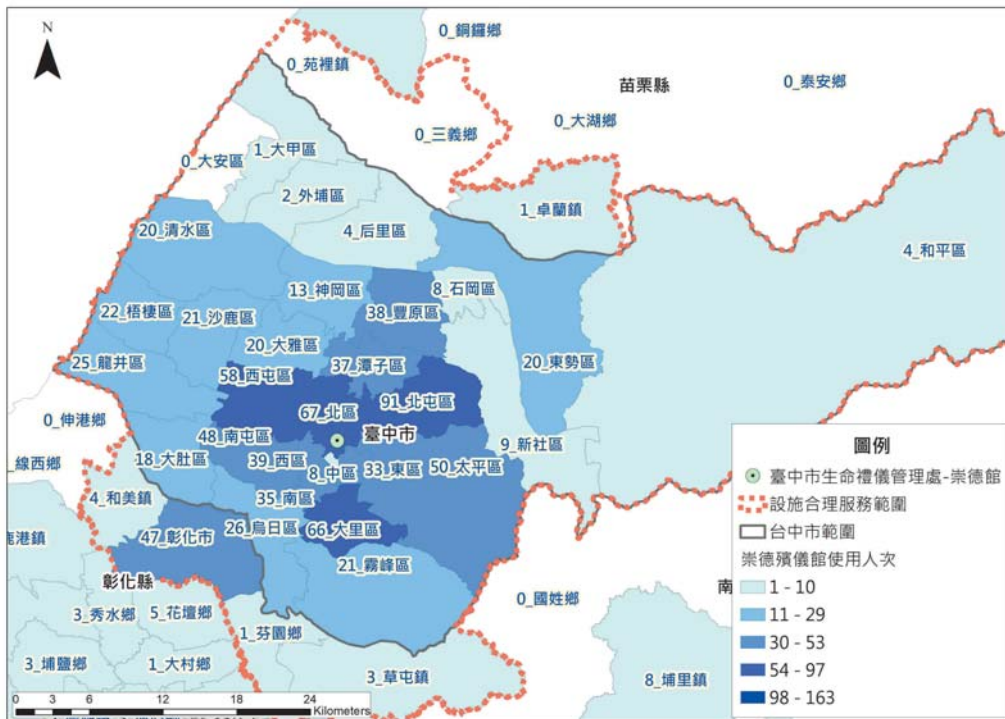 N
0_銅鑼鄉
0_苑裡鎮
苗栗縣
0_泰安鄉
0_大湖鄉
0_三義鄉
1_大甲區
0_大安區
2_外埔區
1_卓蘭鎮
4_后里區
20_清水區
4_和平區
13_神岡區
8_石岡區
22_梧棲區
21_沙鹿區
38_豐原區
20_大雅區
25_龍井區
37_潭子區
20_東勢區
58_西屯區
67_北區
91_北屯區
0_伸港鄉
48_南屯區
臺中市
9_新社區
線西鄉
18_大肚區
39_西區
8_中區
33_東區
50_太平區
4_和美鎮
35_南區
鹿港鎮
47_彰化市
26_烏日區
66_大里區
21_霧峰區
彰化縣
南
0_國姓鄉
3_秀水鄉
5_花壇鄉
1_芬園鄉
3_埔鹽鄉
1_大村鄉
3_草屯鎮
8_埔里鎮
圖例
臺中市生命禮儀管理處-崇德館
設施合理服務範圍
台中市範圍
崇德殯儀館使用人次
1 - 10
11 - 29
30 - 53
54 - 97
98 - 163
0 3 6 12 18 24
Kilometers